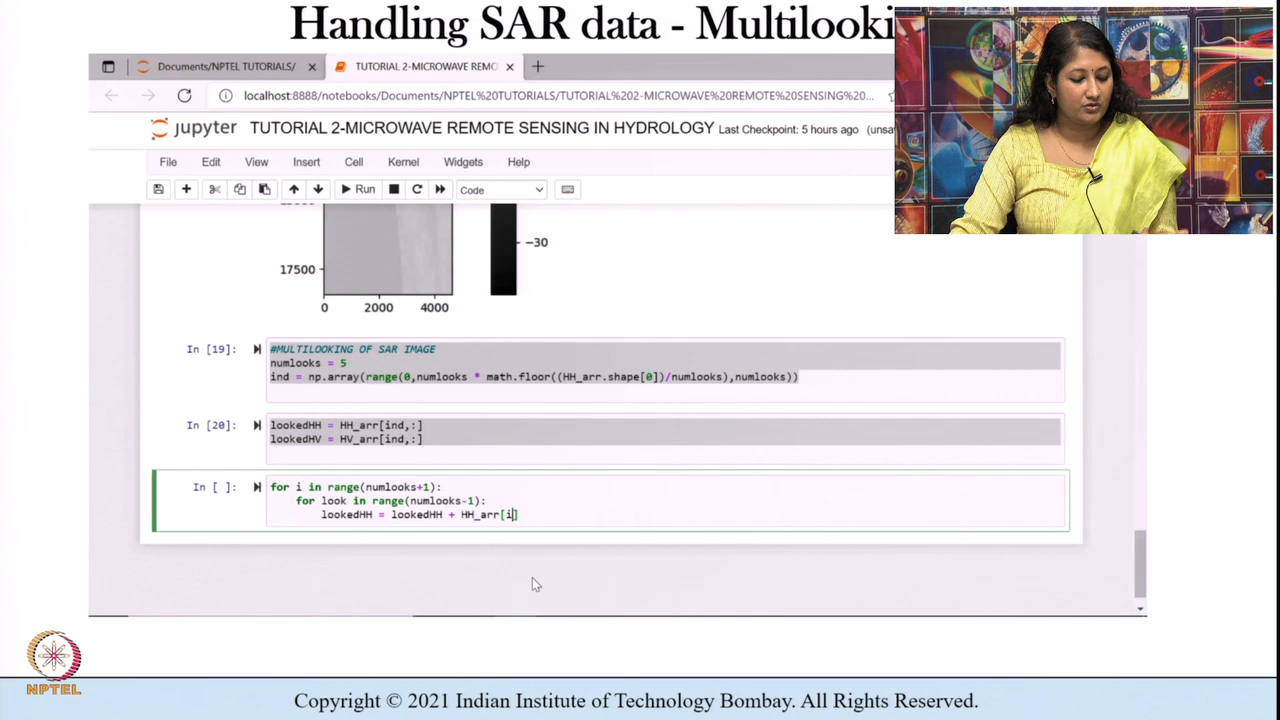 Handling SAR data - Multilooki
Documents/NPTEL TUTORIALS/
TUTORIAL 2-MICROWAVE REMO
localhost:8888/notebooks/Documents/NPTEL%20TUTORIALS/TUTORIAL%202-MICROWAVE%20REMOTE%20SENSING%20...
jupyter TUTORIAL 2-MICROWAVE REMOTE SENSING IN HYDROLOGY Last Checkpoint: 5 hours ago (unsa
File Edit View Insert Cell Kernel Widgets Help
Run Code
-30
17500
0 2000 4000
In [19]:
#MULTILOOKING OF SAR IMAGE
numlooks = 5
ind = np.array(range(0,numlooks * math.floor((HH_arr.shape[0])/numlooks),numlooks))
In [20]:
lookedHH = HH_arr[ind,:]
lookedHV = HV_arr[ind,:]
In [ ]:
for i in range(numlooks+1):
for look in range(numlooks-1):
lookedHH = lookedHH + HH_arr[i]
NPTEL
Copyright © 2021 Indian Institute of Technology Bombay. All Rights Reserved.